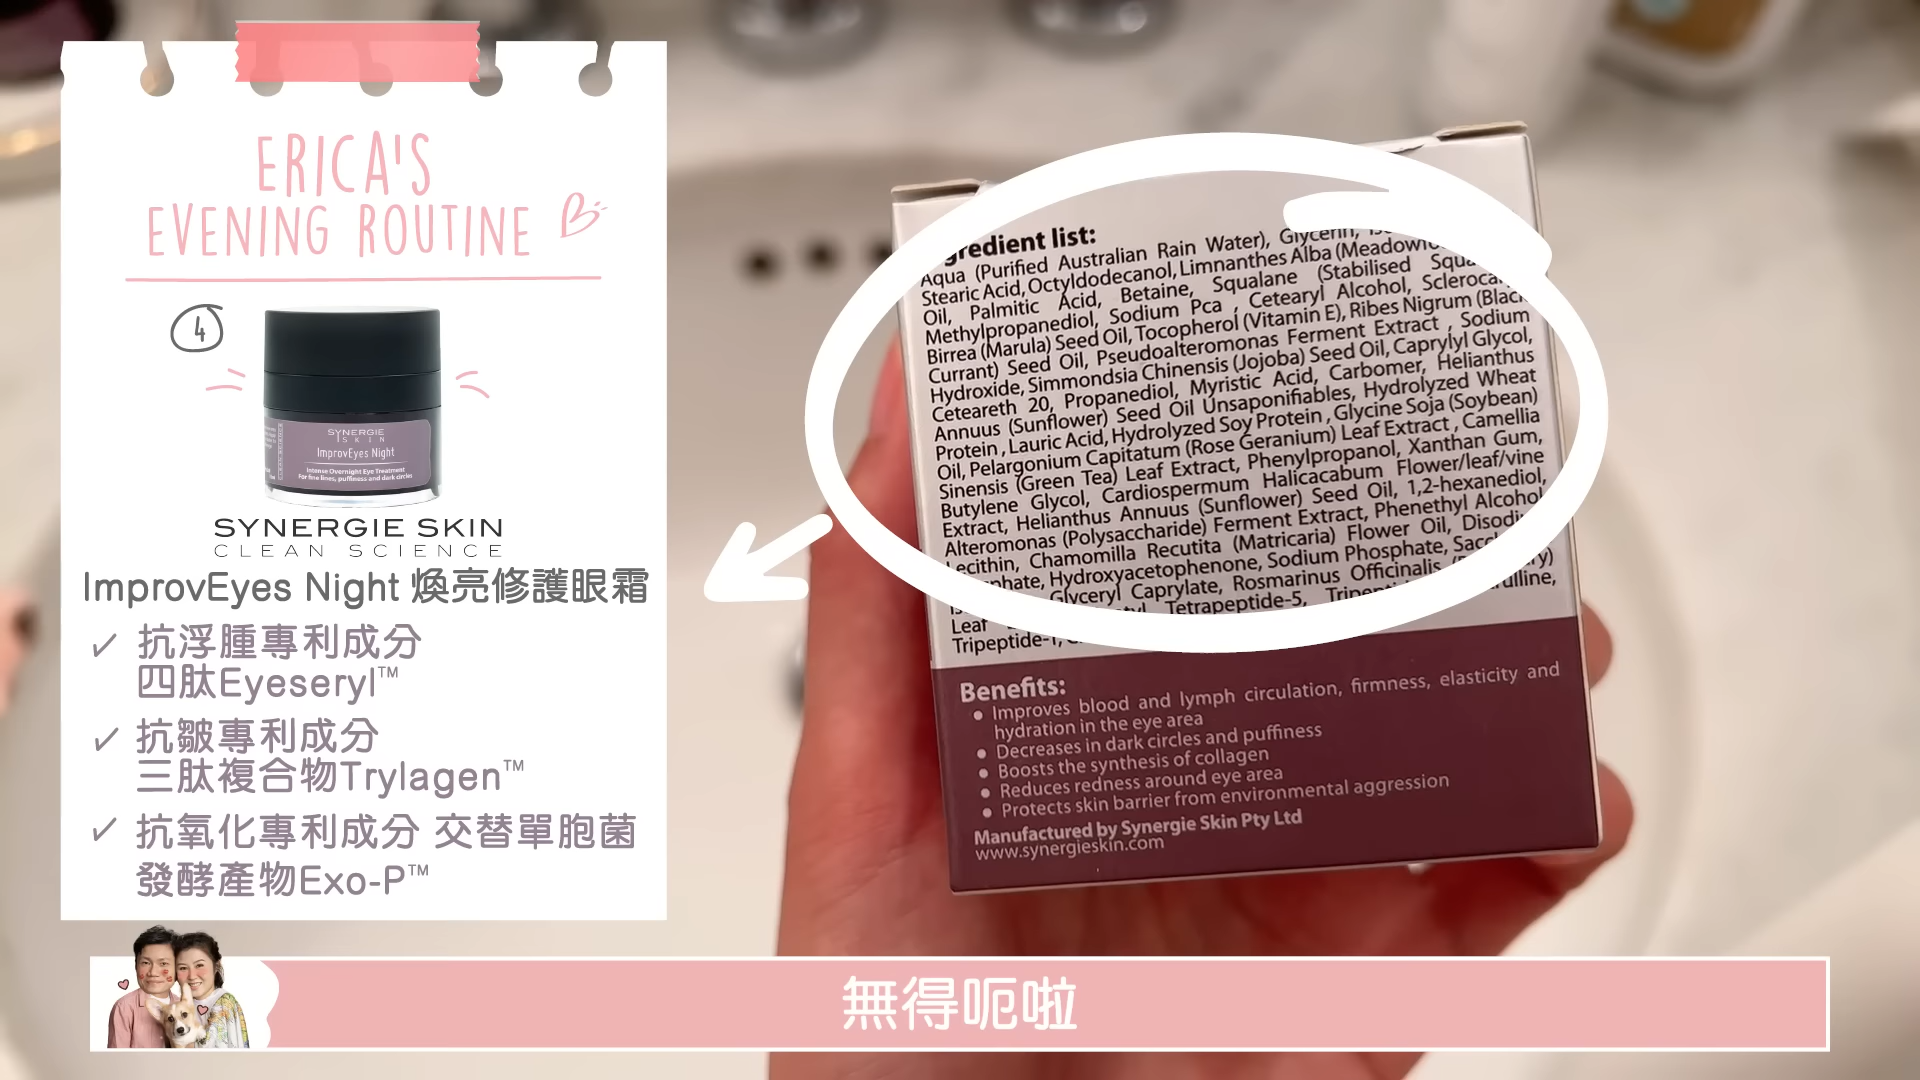 ERICA'S
EVENING ROUTINE
4
SYNERGIE
SKIN
ImprovEyes Night
Intense Overnight Eye Treatment
For fine lines, puffiness and dark circles
SYNERGIE SKIN
CLEAN SCIENCE
ImprovEyes Night 煥亮修護眼霜
✓ 抗浮腫專利成分
四肽Eyeseryl™
✓ 抗皺專利成分
三肽複合物Trylagen™
✓ 抗氧化專利成分 交替單胞菌
發酵產物Exo-P™
list:
Aqua (Purified Australian Rain Water), Glycerin,
Stearic Acid, Octyldodecanol, Limnanthes Alba
Oil, Palmitic Acid, Betaine, Squalane (Stabilised
Methylpropanediol, Sodium Pca , Cetearyl Alcohol,
Birrea (Marula) Seed Oil, Tocopherol (Vitamin E), Ribes Nigrum (Black
Currant) Seed Oil, Pseudoalteromonas Ferment Extract , Sodium
Hydroxide, Simmondsia Chinensis (Jojoba) Seed Oil, Caprylyl Glycol,
Ceteareth 20, Propanediol, Myristic Acid, Carbomer, Helianthus
Annuus (Sunflower) Seed Oil Unsaponifiables, Hydrolyzed Wheat
Protein , Lauric Acid, Hydrolyzed Soy Protein , Glycine Soja (Soybean)
Oil, Pelargonium Capitatum (Rose Geranium) Leaf Extract , Camellia
Sinensis (Green Tea) Leaf Extract, Phenylpropanol, Xanthan Gum,
Butylene Glycol, Cardiospermum Halicacabum Flower/leaf/vine
Extract, Helianthus Annuus (Sunflower) Seed Oil, 1,2-hexanediol,
Alteromonas (Polysaccharide) Ferment Extract, Phenethyl Alcohol,
Lecithin, Chamomilla Recutita (Matricaria) Flower Oil,
Hydroxyacetophenone, Sodium Phosphate,
Glyceryl Caprylate, Rosmarinus Officinalis
Leaf Tetrapeptide-5,
Tripeptide-1,
Benefits:
• Improves blood and lymph circulation, firmness, elasticity and
hydration in the eye area
• Decreases in dark circles and puffiness
• Boosts the synthesis of collagen
• Reduces redness around eye area
• Protects skin barrier from environmental aggression
Manufactured by Synergie Skin Pty Ltd
www.synergieskin.com
無得呃啦